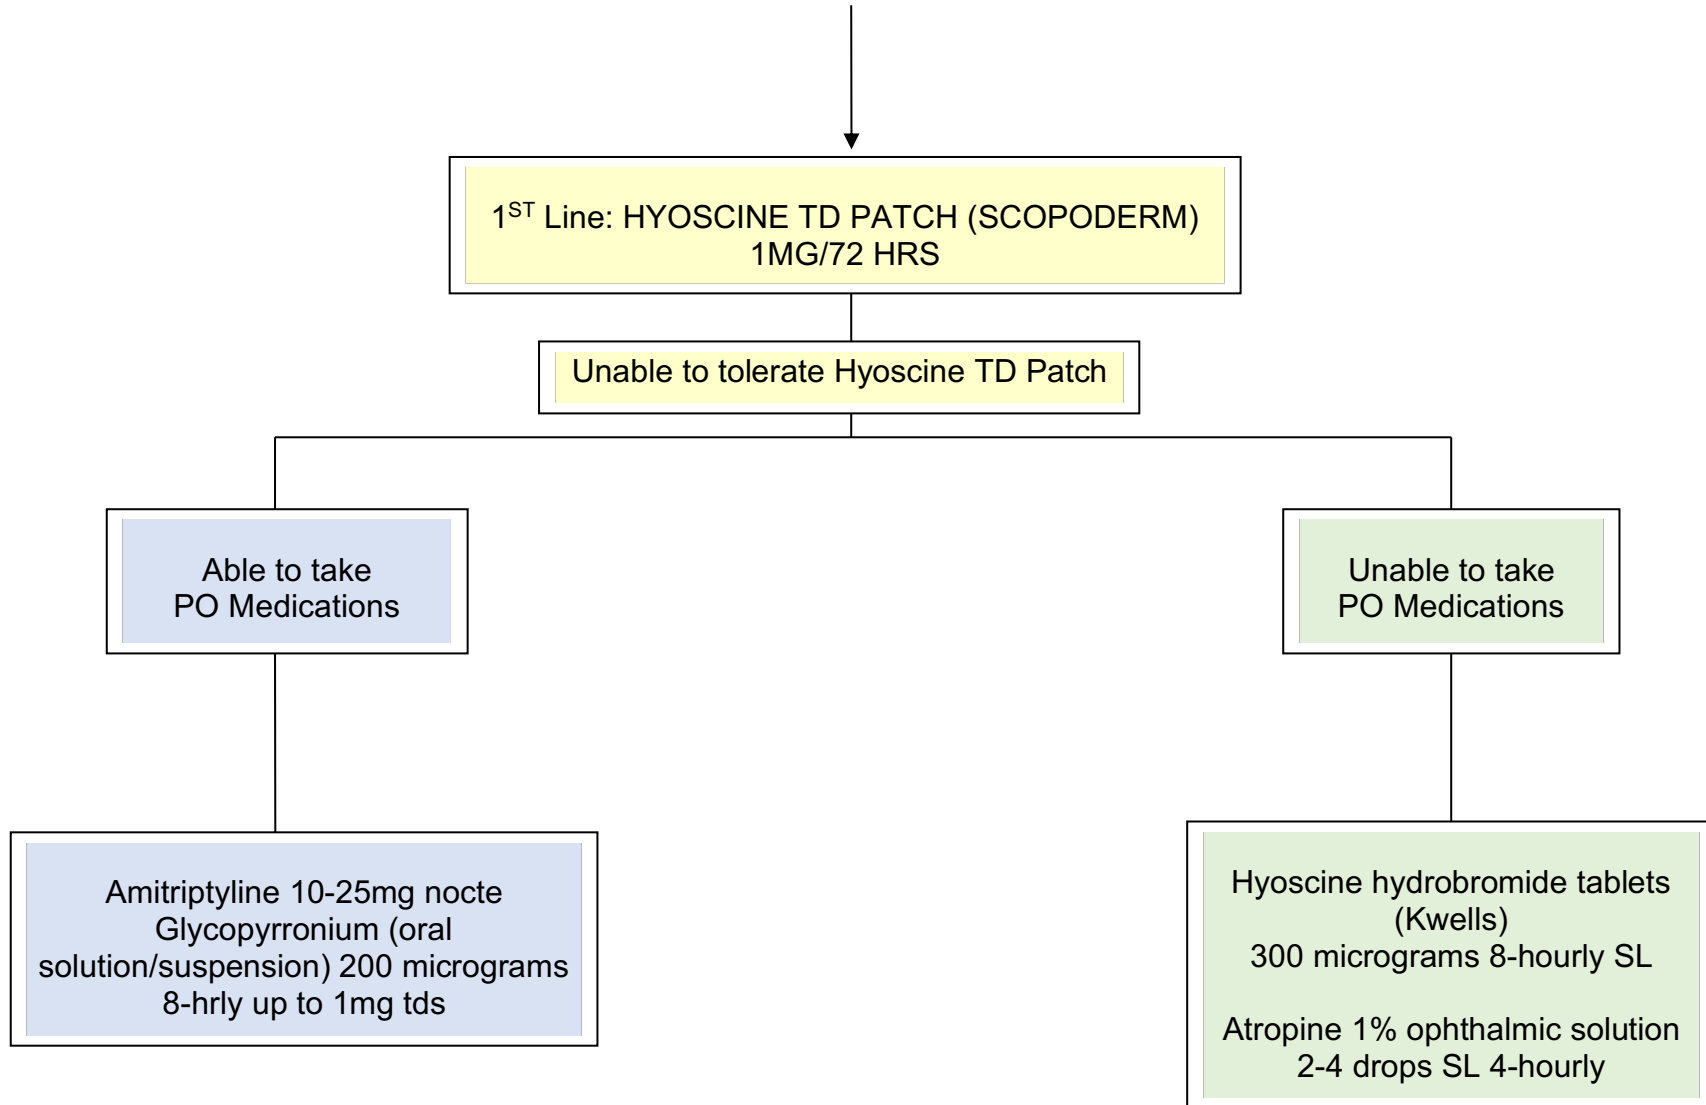 1ST Line: HYOSCINE TD PATCH (SCOPODERM)
1MG/72 HRS
Unable to tolerate Hyoscine TD Patch
Able to take
PO Medications
Unable to take
PO Medications
Amitriptyline 10-25mg nocte
Glycopyrronium (oral
solution/suspension) 200 micrograms
8-hrly up to 1mg tds
Hyoscine hydrobromide tablets
(Kwells)
300 micrograms 8-hourly SL
Atropine 1% ophthalmic solution
2-4 drops SL 4-hourly